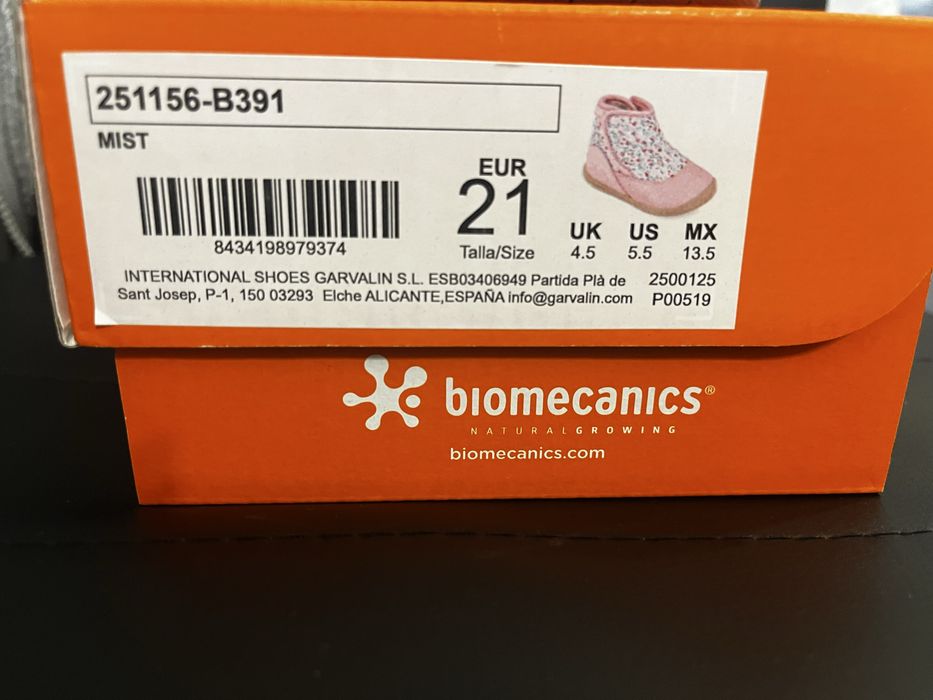 251156-B391
MIST
8434198979374
EUR
21
Talla/Size
UK US MX
4.5 5.5 13.5
INTERNATIONAL SHOES GARVALIN S.L. ESB03406949 Partida Plà de
Sant Josep, P-1, 150 03293 Elche ALICANTE,ESPAÑA info@garvalin.com
2500125
P00519
biomecanics®
NATURALGROWING
biomecanics.com